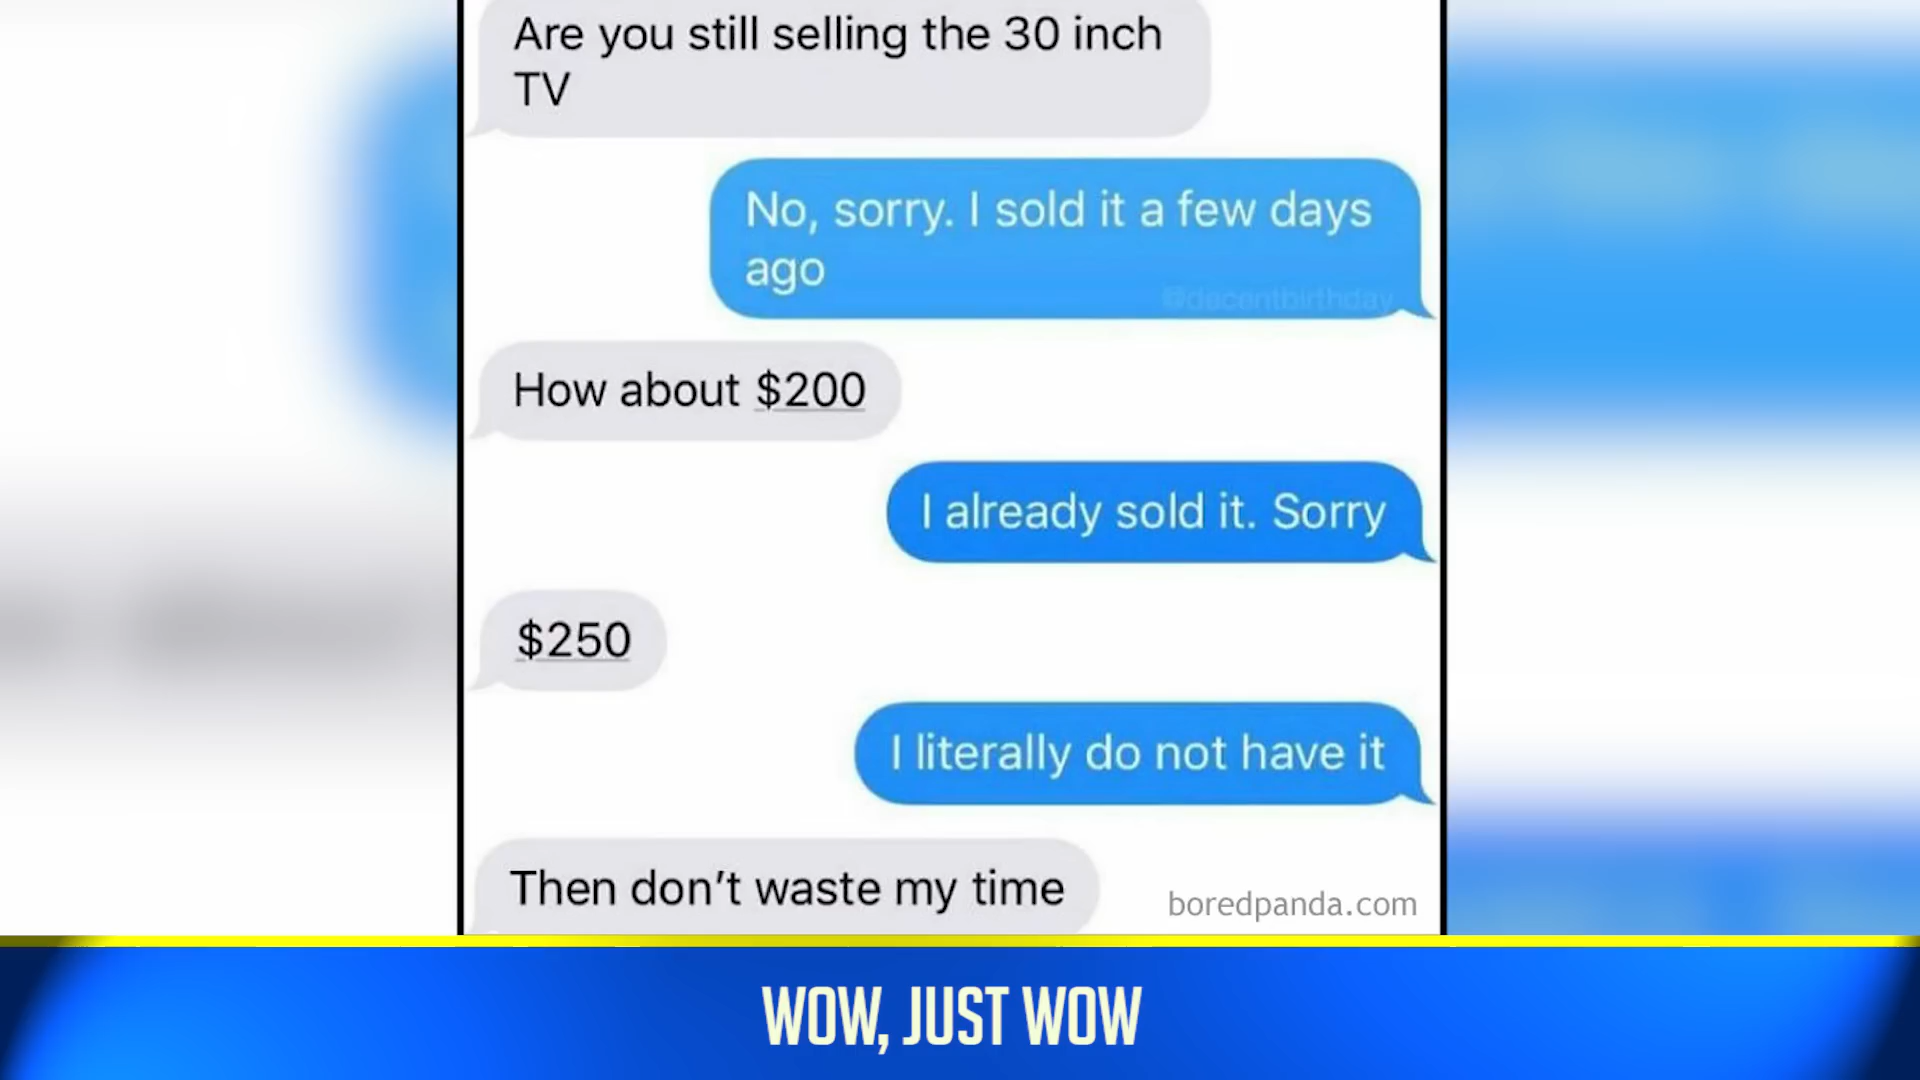 Are you still selling the 30 inch
TV
No, sorry. I sold it a few days
ago
@decentbirthday
How about $200
I already sold it. Sorry
$250
I literally do not have it
Then don’t waste my time
boredpanda.com
WOW, JUST WOW